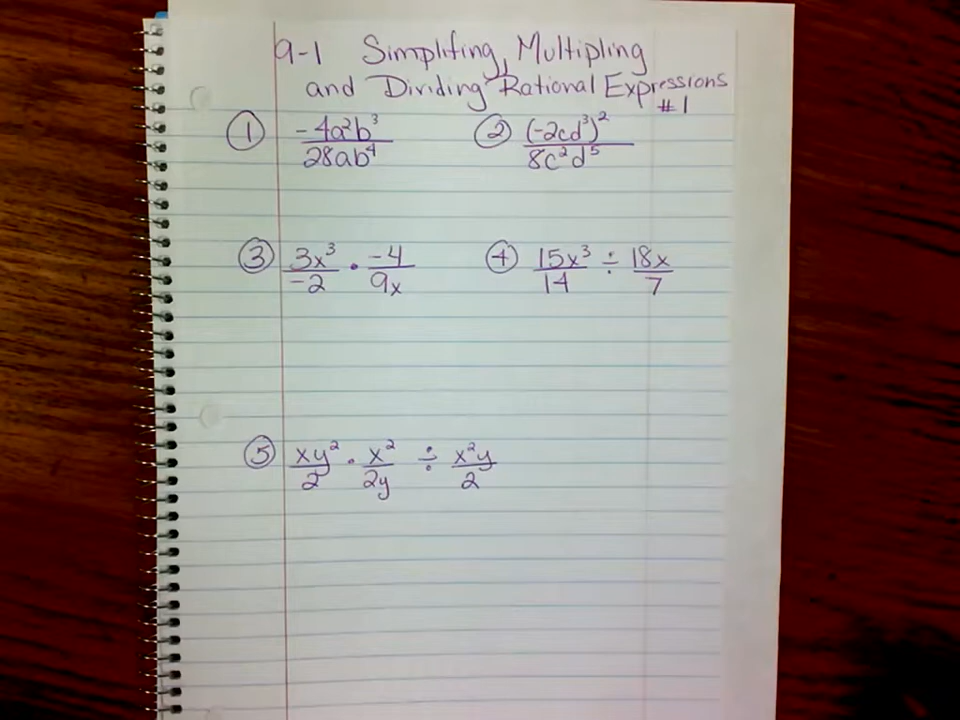 9-1 Simplifing, Multipling
and Dividing Rational Expressions
#1
① -4a²b³/28ab⁴ ② (-2cd³)²/8c²d⁵
③ 3x³/-2 · -4/9x ④ 15x³/14 ÷ 18x/7
⑤ xy²/2 · x²/2y ÷ x²y/2